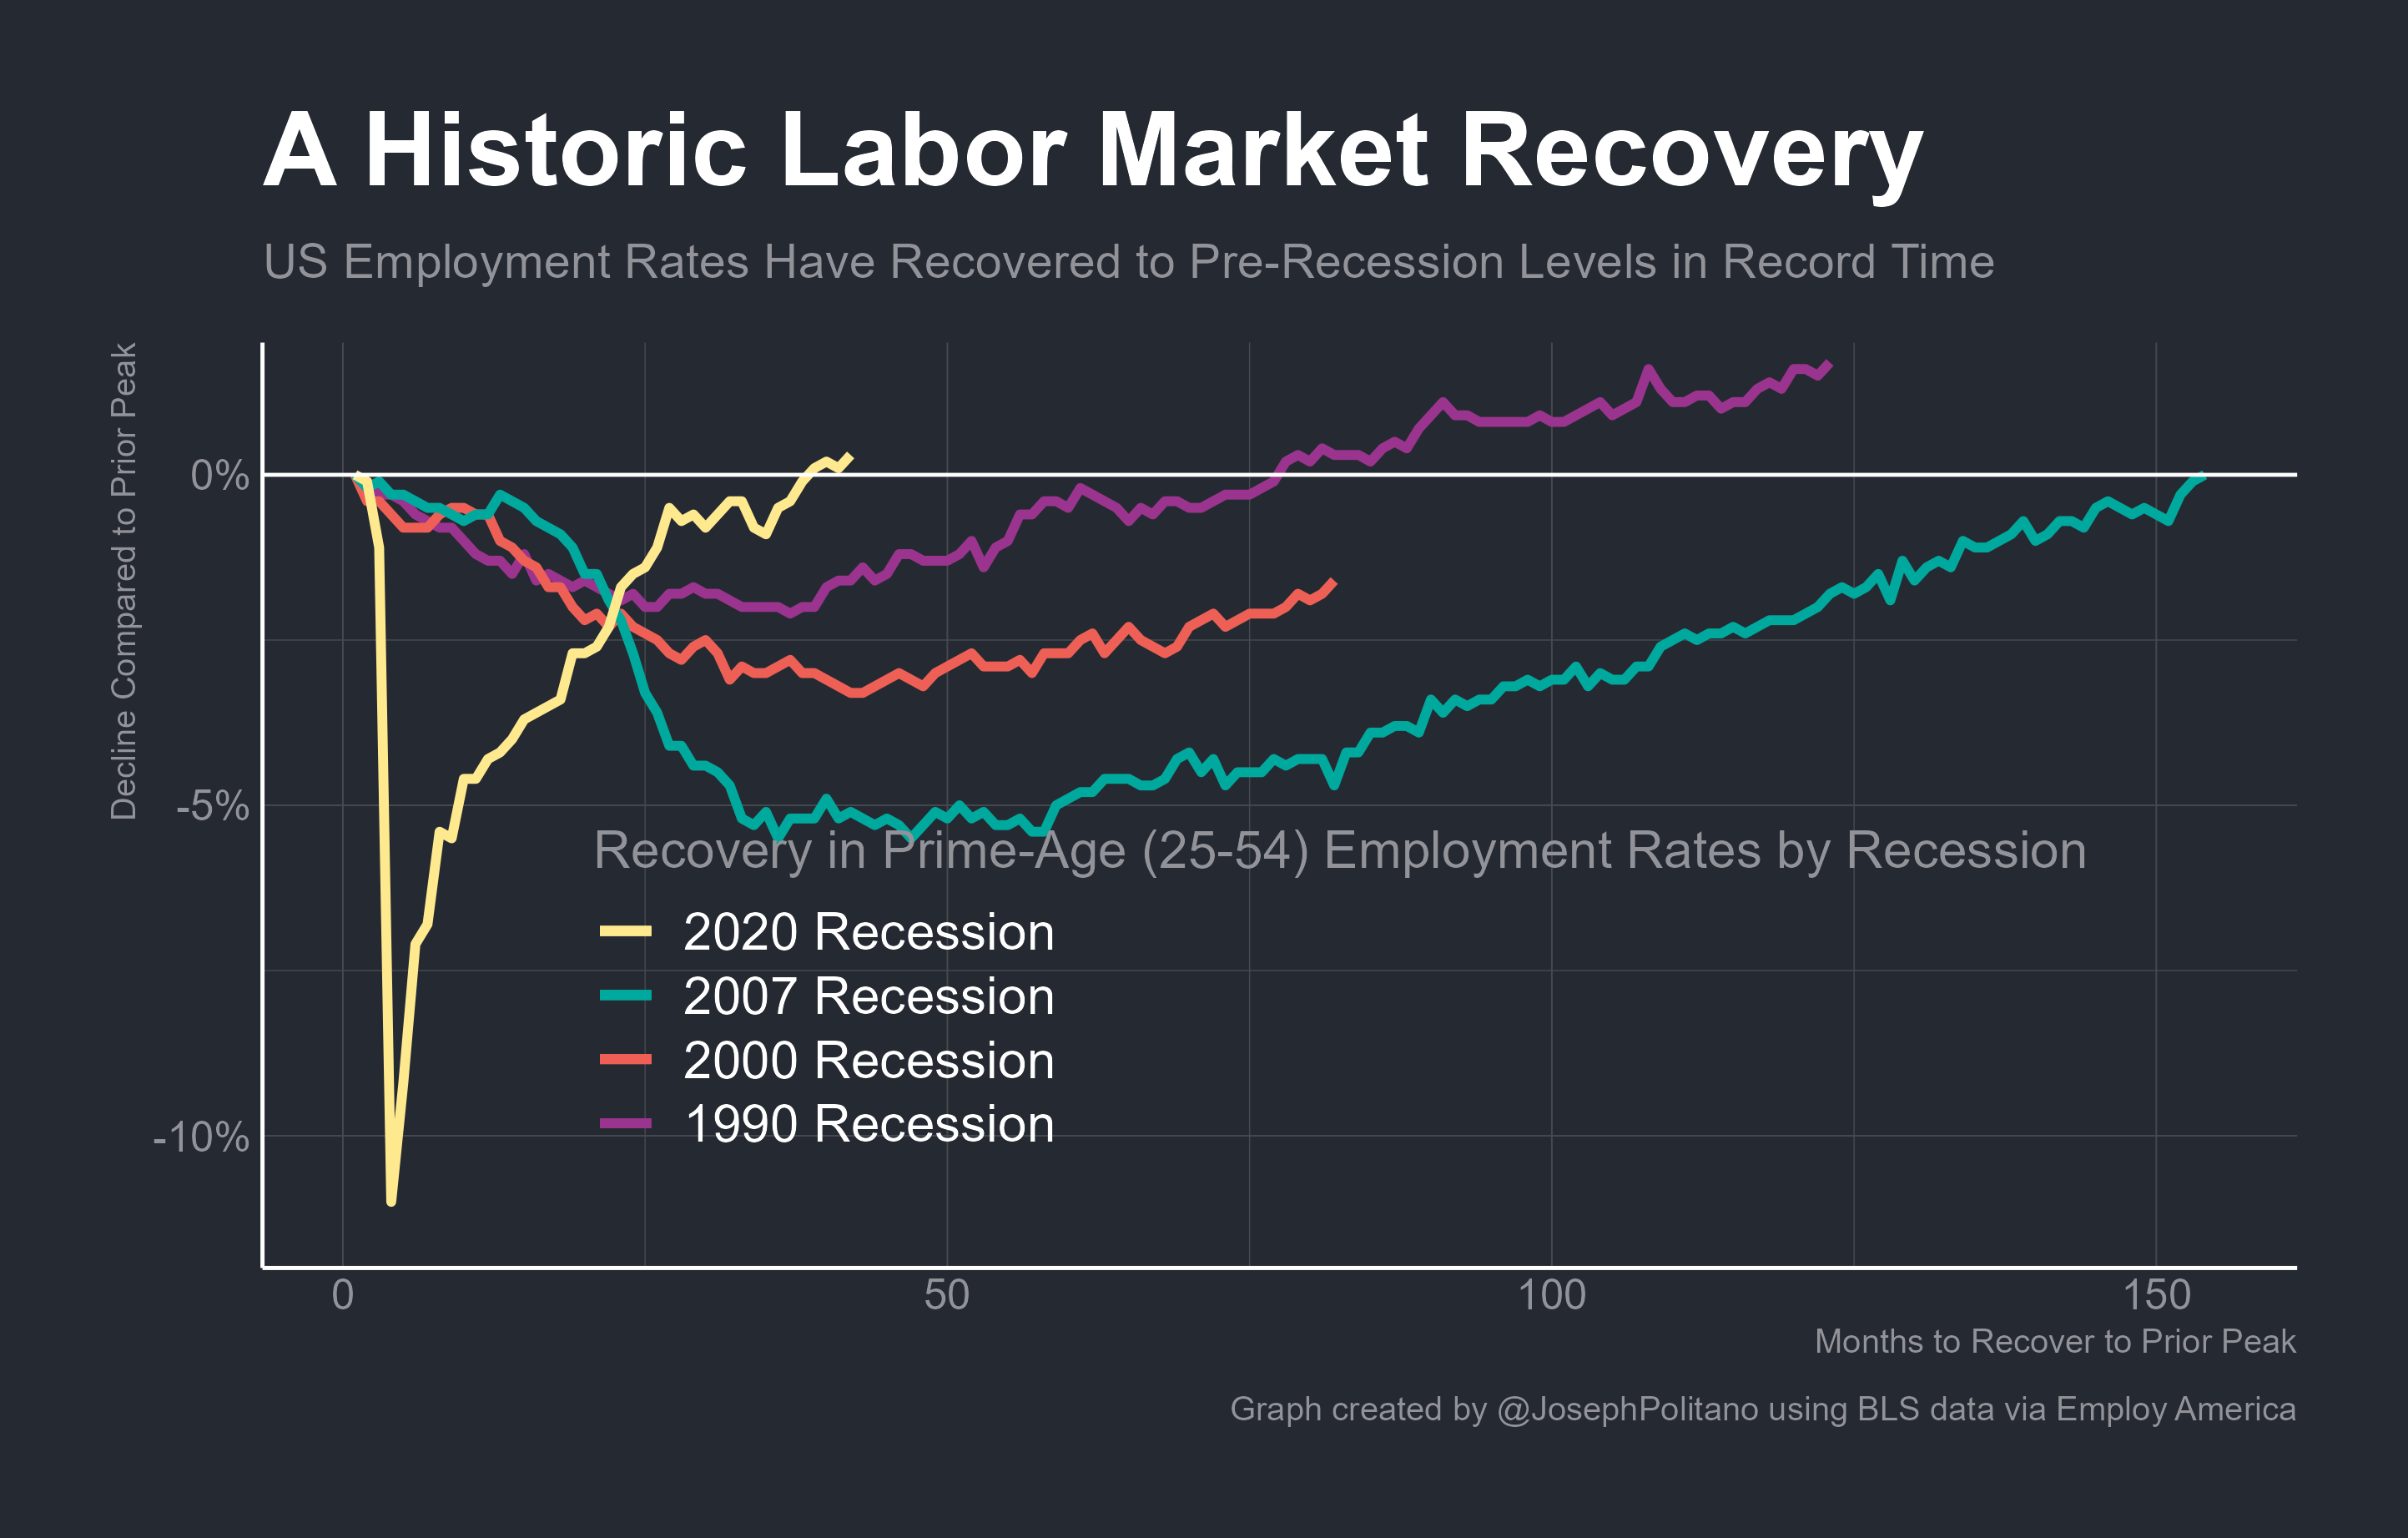 A Historic Labor Market Recovery
US Employment Rates Have Recovered to Pre-Recession Levels in Record Time
Decline Compared to Prior Peak
0%
-5%
-10%
Recovery in Prime-Age (25-54) Employment Rates by Recession
2020 Recession
2007 Recession
2000 Recession
1990 Recession
0 50 100 150
Months to Recover to Prior Peak
Graph created by @JosephPolitano using BLS data via Employ America